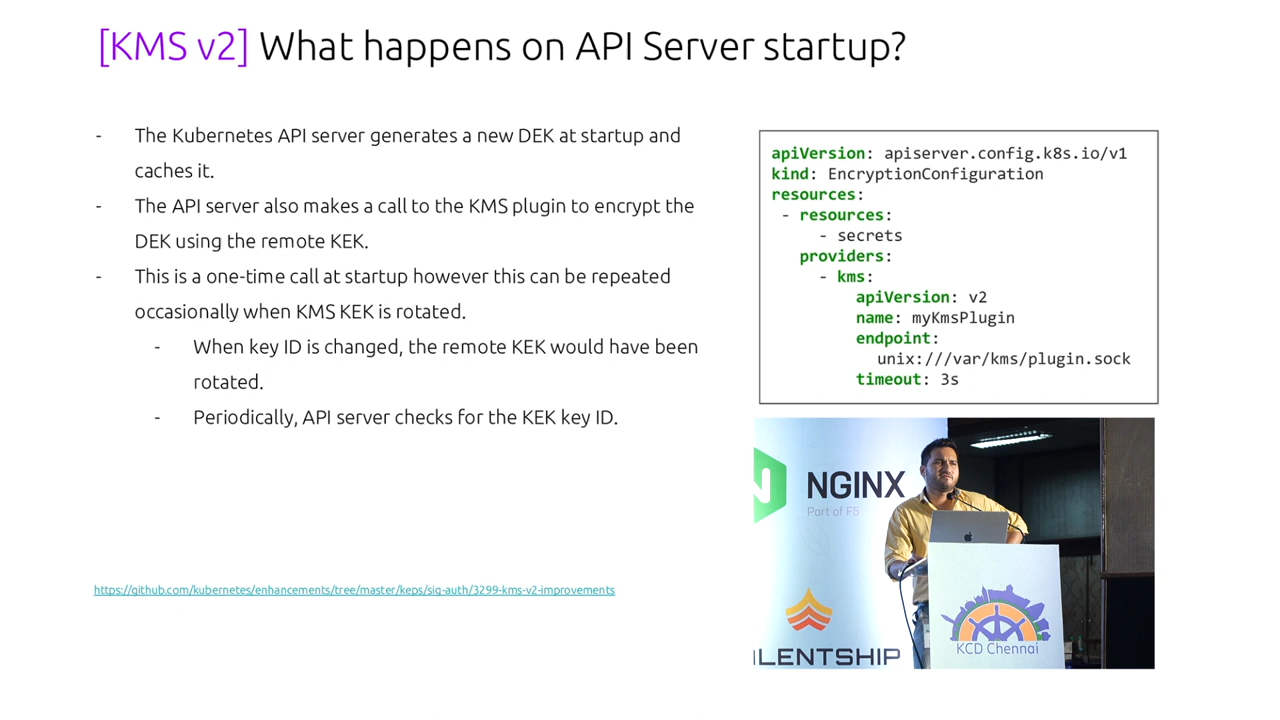 [KMS v2] What happens on API Server startup?
- The Kubernetes API server generates a new DEK at startup and
caches it.
- The API server also makes a call to the KMS plugin to encrypt the
DEK using the remote KEK.
- This is a one-time call at startup however this can be repeated
occasionally when KMS KEK is rotated.
- When key ID is changed, the remote KEK would have been
rotated.
- Periodically, API server checks for the KEK key ID.
https://github.com/kubernetes/enhancements/tree/master/keps/sig-auth/3299-kms-v2-improvements
apiVersion: apiserver.config.k8s.io/v1
kind: EncryptionConfiguration
resources:
- resources:
- secrets
providers:
- kms:
apiVersion: v2
name: myKmsPlugin
endpoint:
unix:///var/kms/plugin.sock
timeout: 3s
N
NGINX
Part of F5
LENTSHIP
KCD Chennai